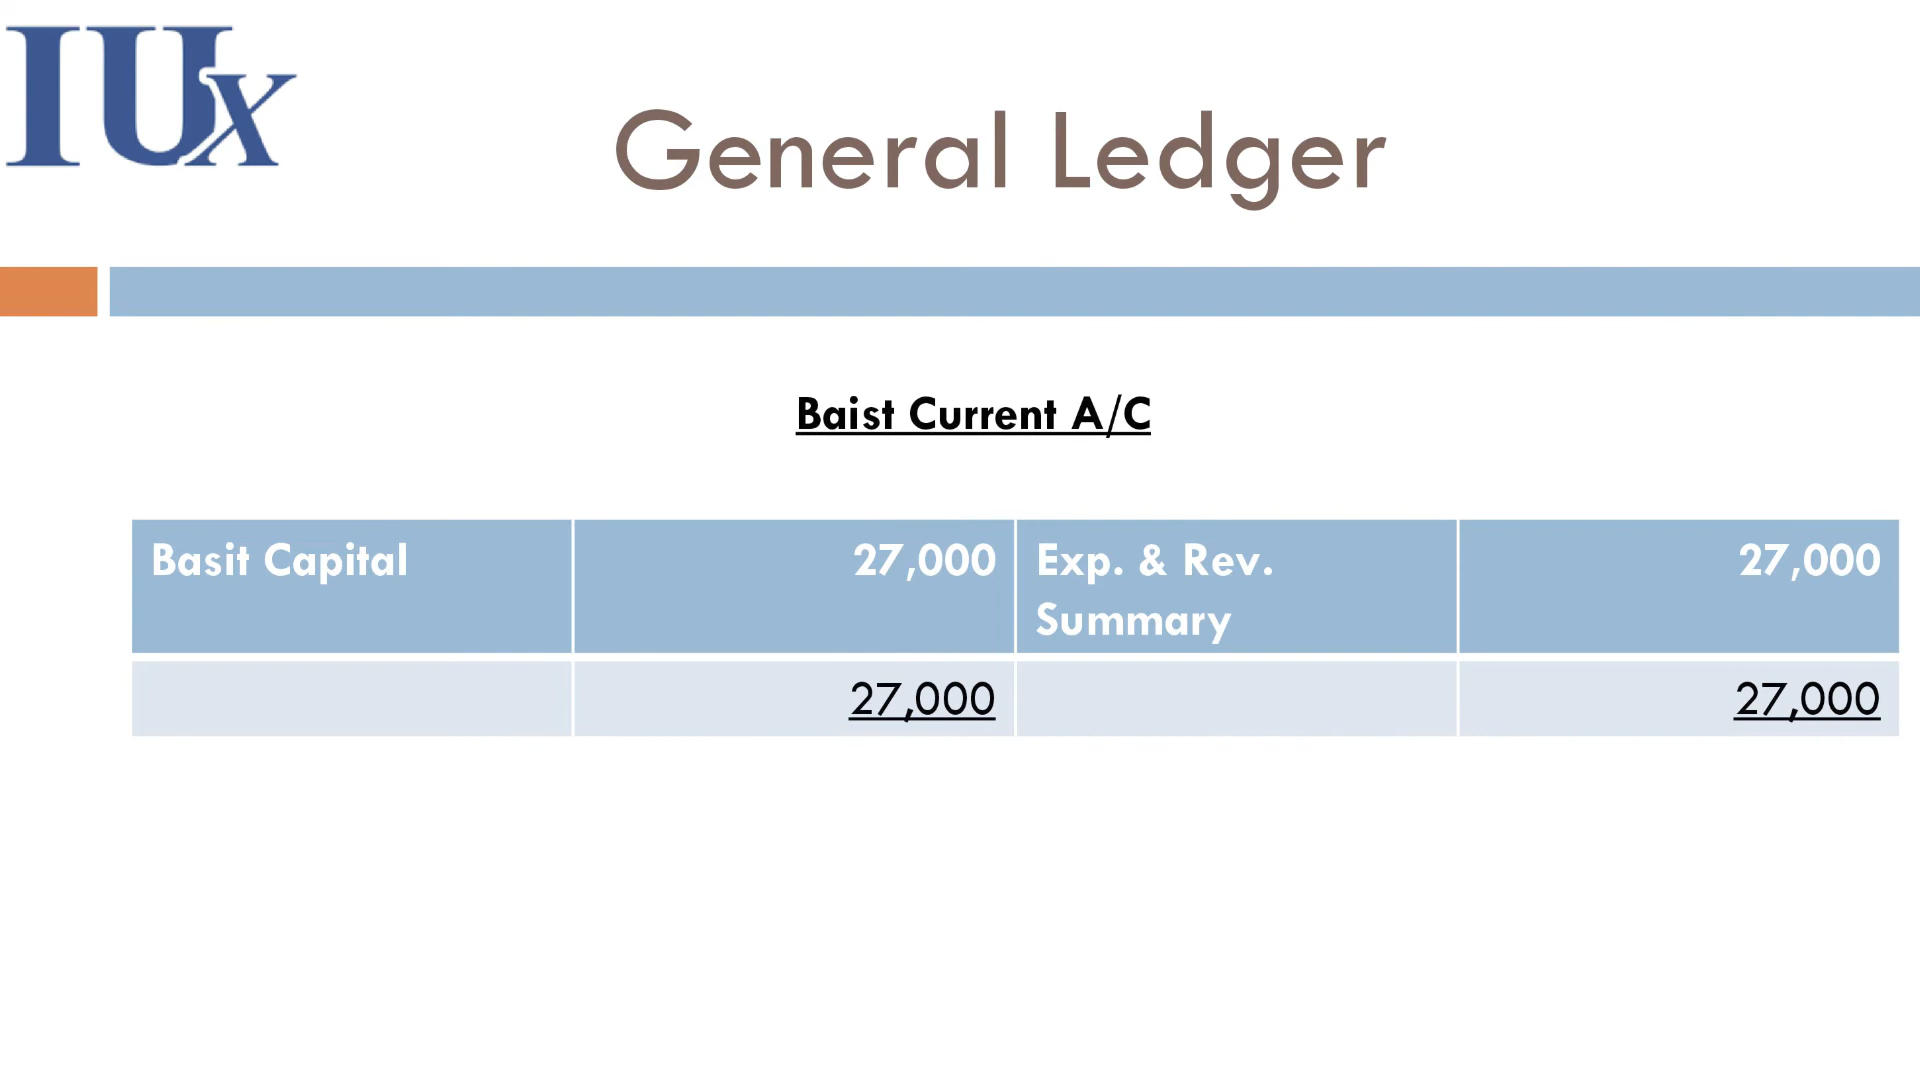 IUx
General Ledger
Baist Current A/C
Basit Capital 27,000 Exp. & Rev. 27,000
Summary
27,000 27,000